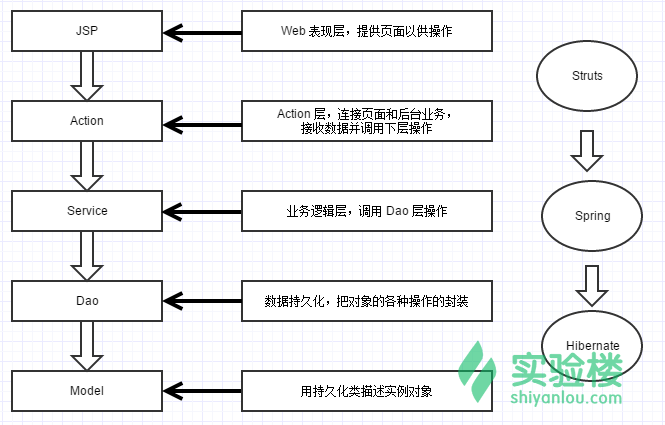 JSP
Web 表现层，提供页面以供操作
Struts
Action
Action 层，连接页面和后台业务，
接收数据并调用下层操作
Service
业务逻辑层，调用 Dao 层操作
Spring
Dao
数据持久化，把对象的各种操作的封装
Hibernate
Model
用持久化类描述实例对象
实验楼
shiyanlou.com